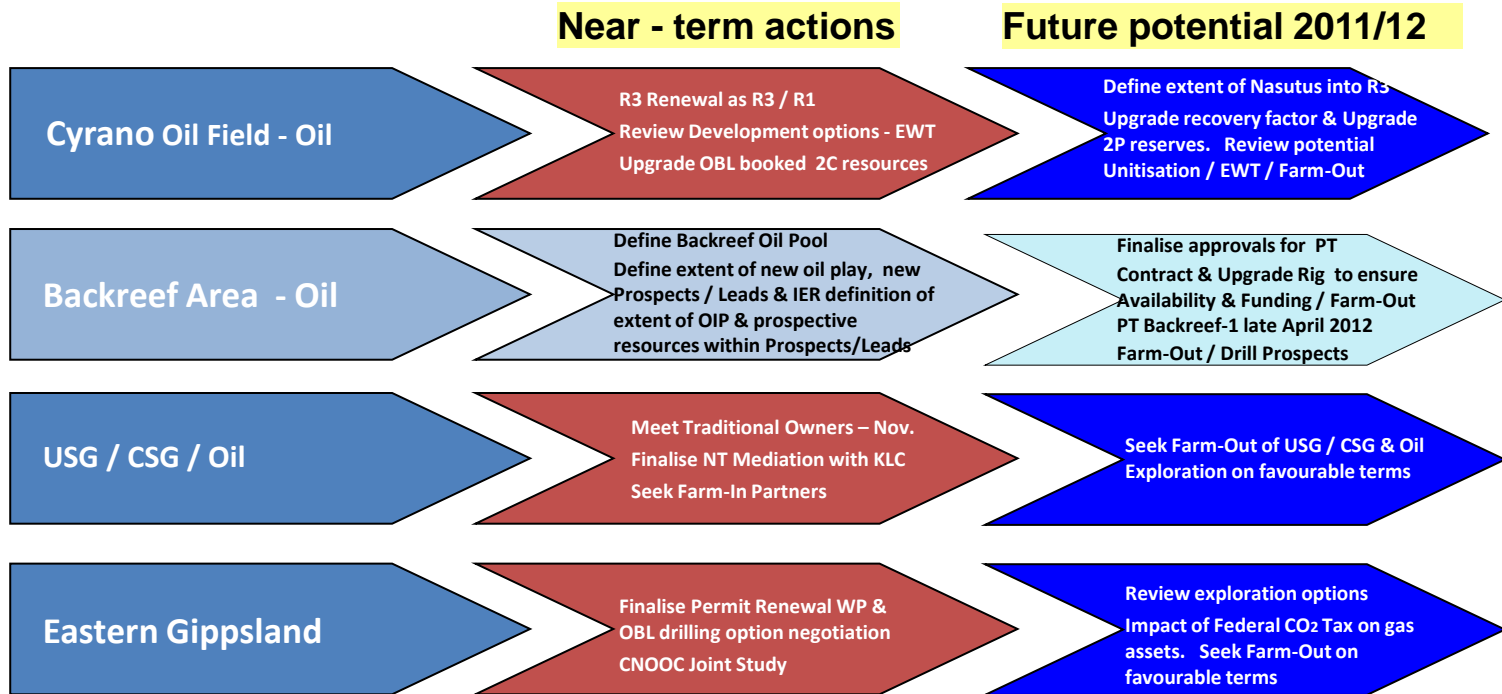 Near - term actions
Future potential 2011/12
Cyrano Oil Field - Oil
R3 Renewal as R3 / R1
Review Development options - EWT
Upgrade OBL booked 2C resources
Define extent of Nasutus into R3
Upgrade recovery factor & Upgrade
2P reserves. Review potential
Unitisation / EWT / Farm-Out
Backreef Area - Oil
Define Backreef Oil Pool
Define extent of new oil play, new
Prospects / Leads & IER definition of
extent of OIP & prospective
resources within Prospects/Leads
Finalise approvals for PT
Contract & Upgrade Rig to ensure
Availability & Funding / Farm-Out
PT Backreef-1 late April 2012
Farm-Out / Drill Prospects
USG / CSG / Oil
Meet Traditional Owners – Nov.
Finalise NT Mediation with KLC
Seek Farm-In Partners
Seek Farm-Out of USG / CSG & Oil
Exploration on favourable terms
Eastern Gippsland
Finalise Permit Renewal WP &
OBL drilling option negotiation
CNOOC Joint Study
Review exploration options
Impact of Federal CO2 Tax on gas
assets. Seek Farm-Out on
favourable terms